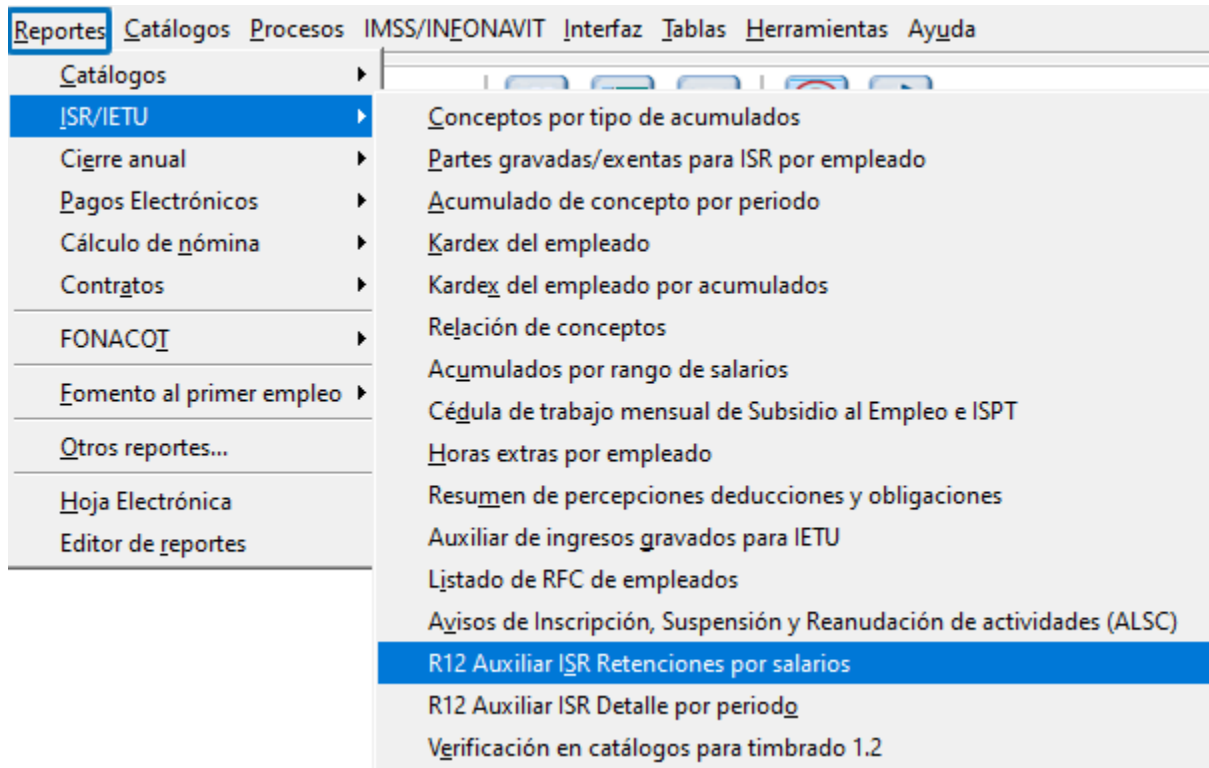 Reportes Catálogos Procesos IMSS/INFONAVIT Interfaz Tablas Herramientas Ayuda
Catálogos
ISR/IETU
Cierre anual
Pagos Electrónicos
Cálculo de nómina
Contratos
FONACOT
Fomento al primer empleo
Otros reportes...
Hoja Electrónica
Editor de reportes
Conceptos por tipo de acumulados
Partes gravadas/exentas para ISR por empleado
Acumulado de concepto por periodo
Kardex del empleado
Kardex del empleado por acumulados
Relación de conceptos
Acumulados por rango de salarios
Cédula de trabajo mensual de Subsidio al Empleo e ISPT
Horas extras por empleado
Resumen de percepciones deducciones y obligaciones
Auxiliar de ingresos gravados para IETU
Listado de RFC de empleados
Avisos de Inscripción, Suspensión y Reanudación de actividades (ALSC)
R12 Auxiliar ISR Retenciones por salarios
R12 Auxiliar ISR Detalle por periodo
Verificación en catálogos para timbrado 1.2